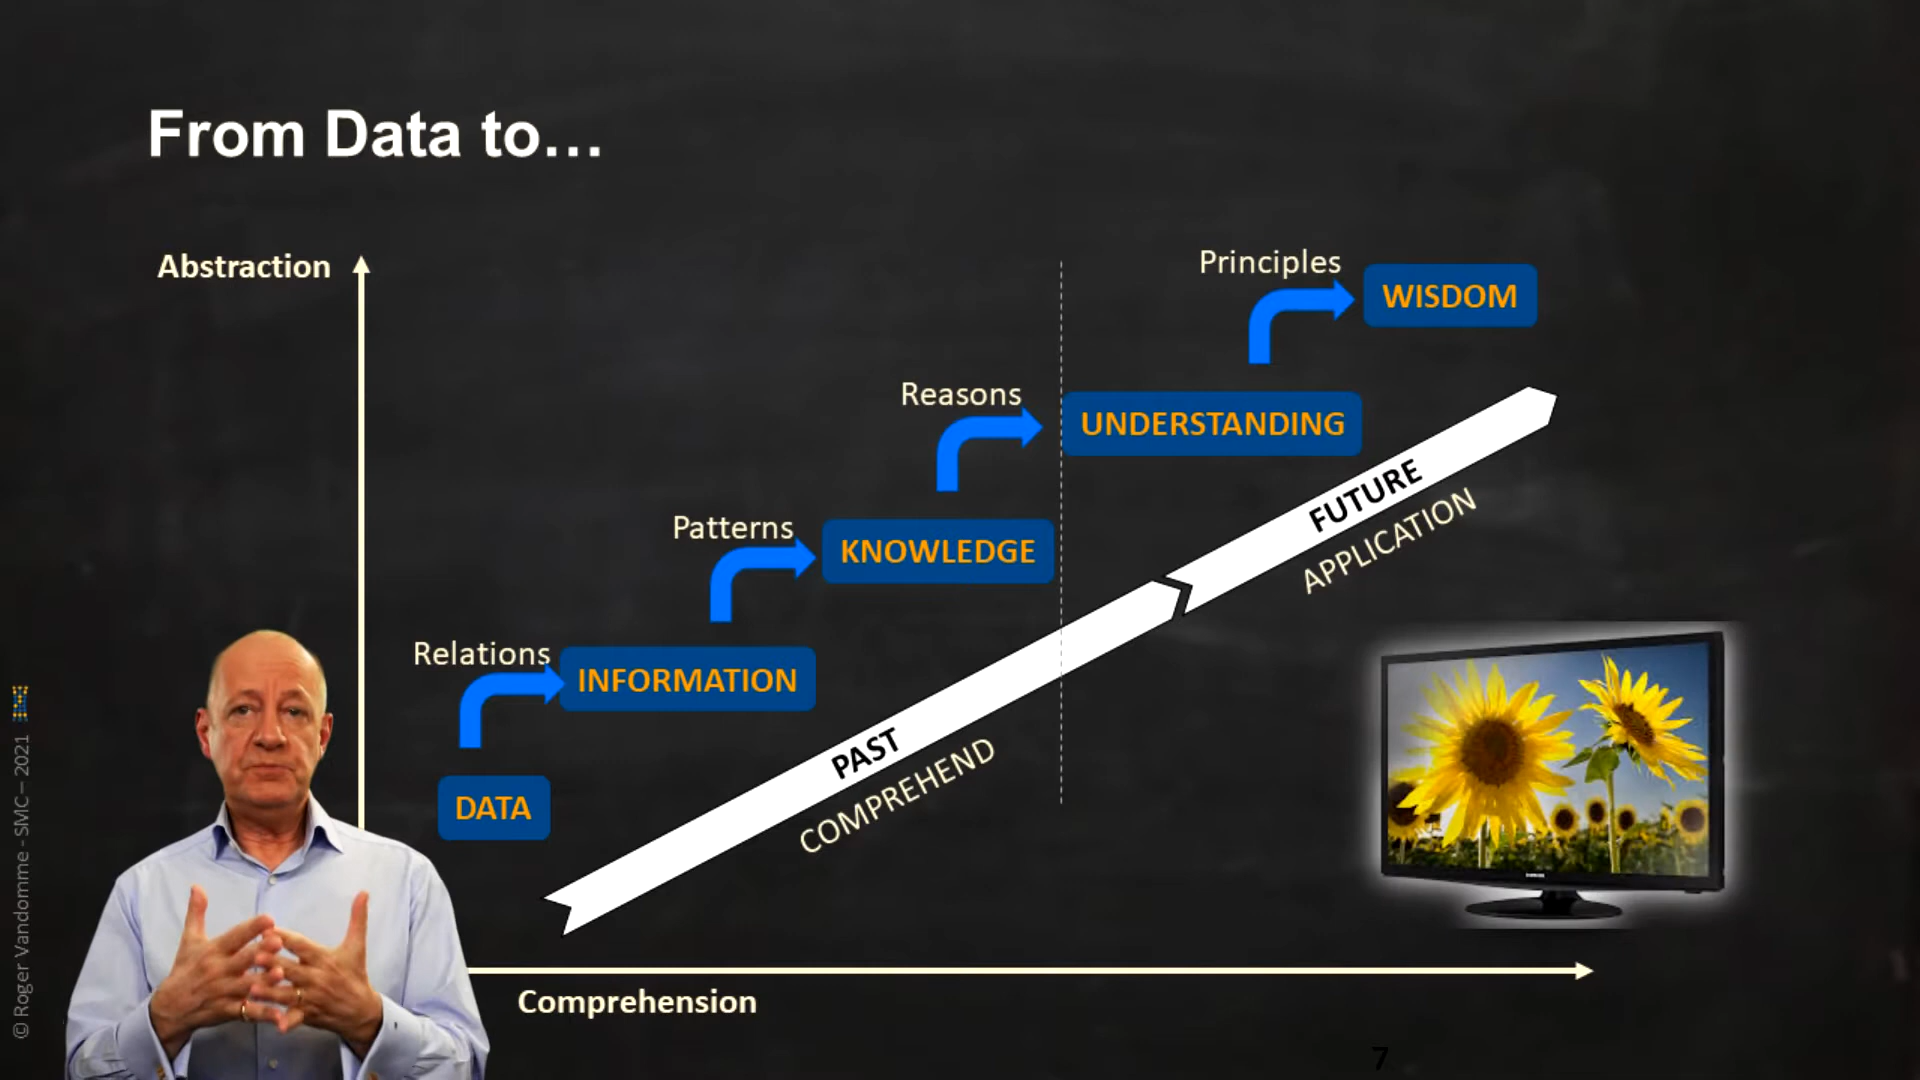 From Data to…
Abstraction
Principles
WISDOM
Reasons
UNDERSTANDING
Patterns
KNOWLEDGE
FUTURE
APPLICATION
Relations
INFORMATION
PAST
COMPREHEND
DATA
Comprehension
© Roger Vandomme - SMC – 2021
7